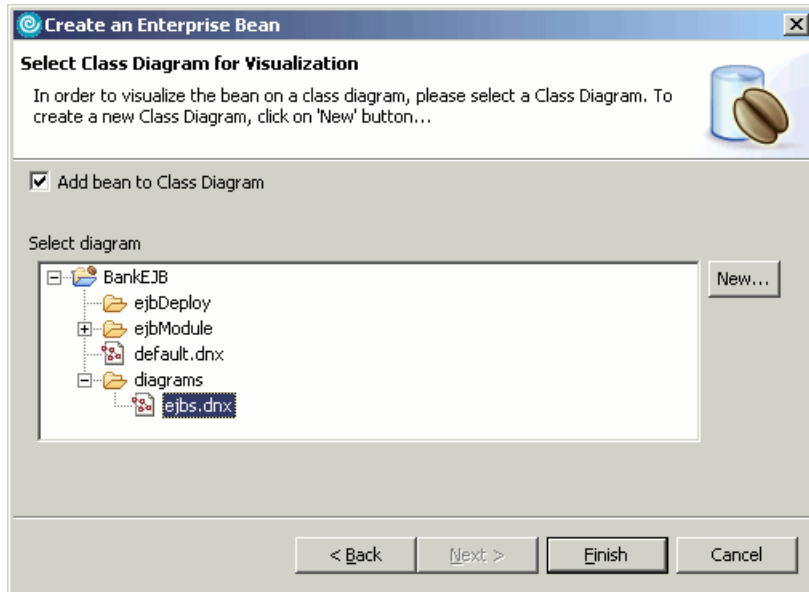 Create an Enterprise Bean
Select Class Diagram for Visualization
In order to visualize the bean on a class diagram, please select a Class Diagram. To
create a new Class Diagram, click on 'New' button...
Add bean to Class Diagram
Select diagram
BankEJB
New...
ejbDeploy
ejbModule
default.dnx
diagrams
ejbs.dnx
< Back
Next >
Finish
Cancel